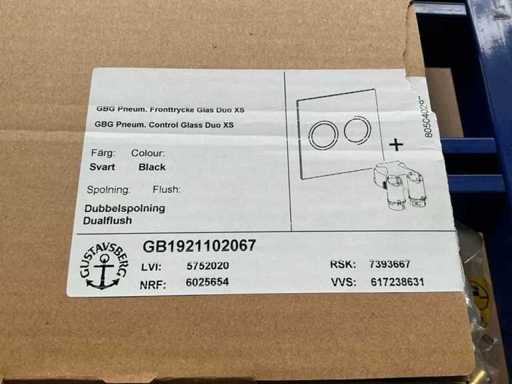 GBG Pneum. Fronttrycke Glas Duo XS
GBG Pneum. Control Glass Duo XS
Färg: Colour:
Svart Black
Spolning: Flush:
Dubbelspolning
Dualflush
+
GUSTAVSBERG
GB1921102067
LVI: 5752020 RSK: 7393667
NRF: 6025654 VVS: 617238631